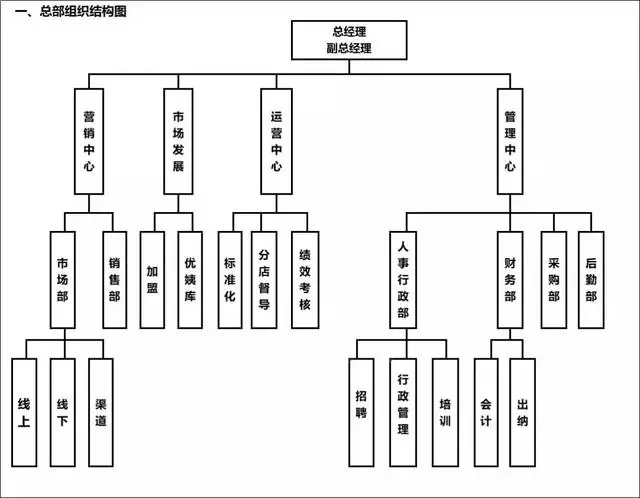 一、总部组织结构图
总经理
副总经理
营销中心
市场发展
运营中心
管理中心
市场部
销售部
加盟
优姨库
标准化
分店督导
绩效考核
人事行政部
财务部
采购部
后勤部
线上
线下
渠道
招聘
行政管理
培训
会计
出纳